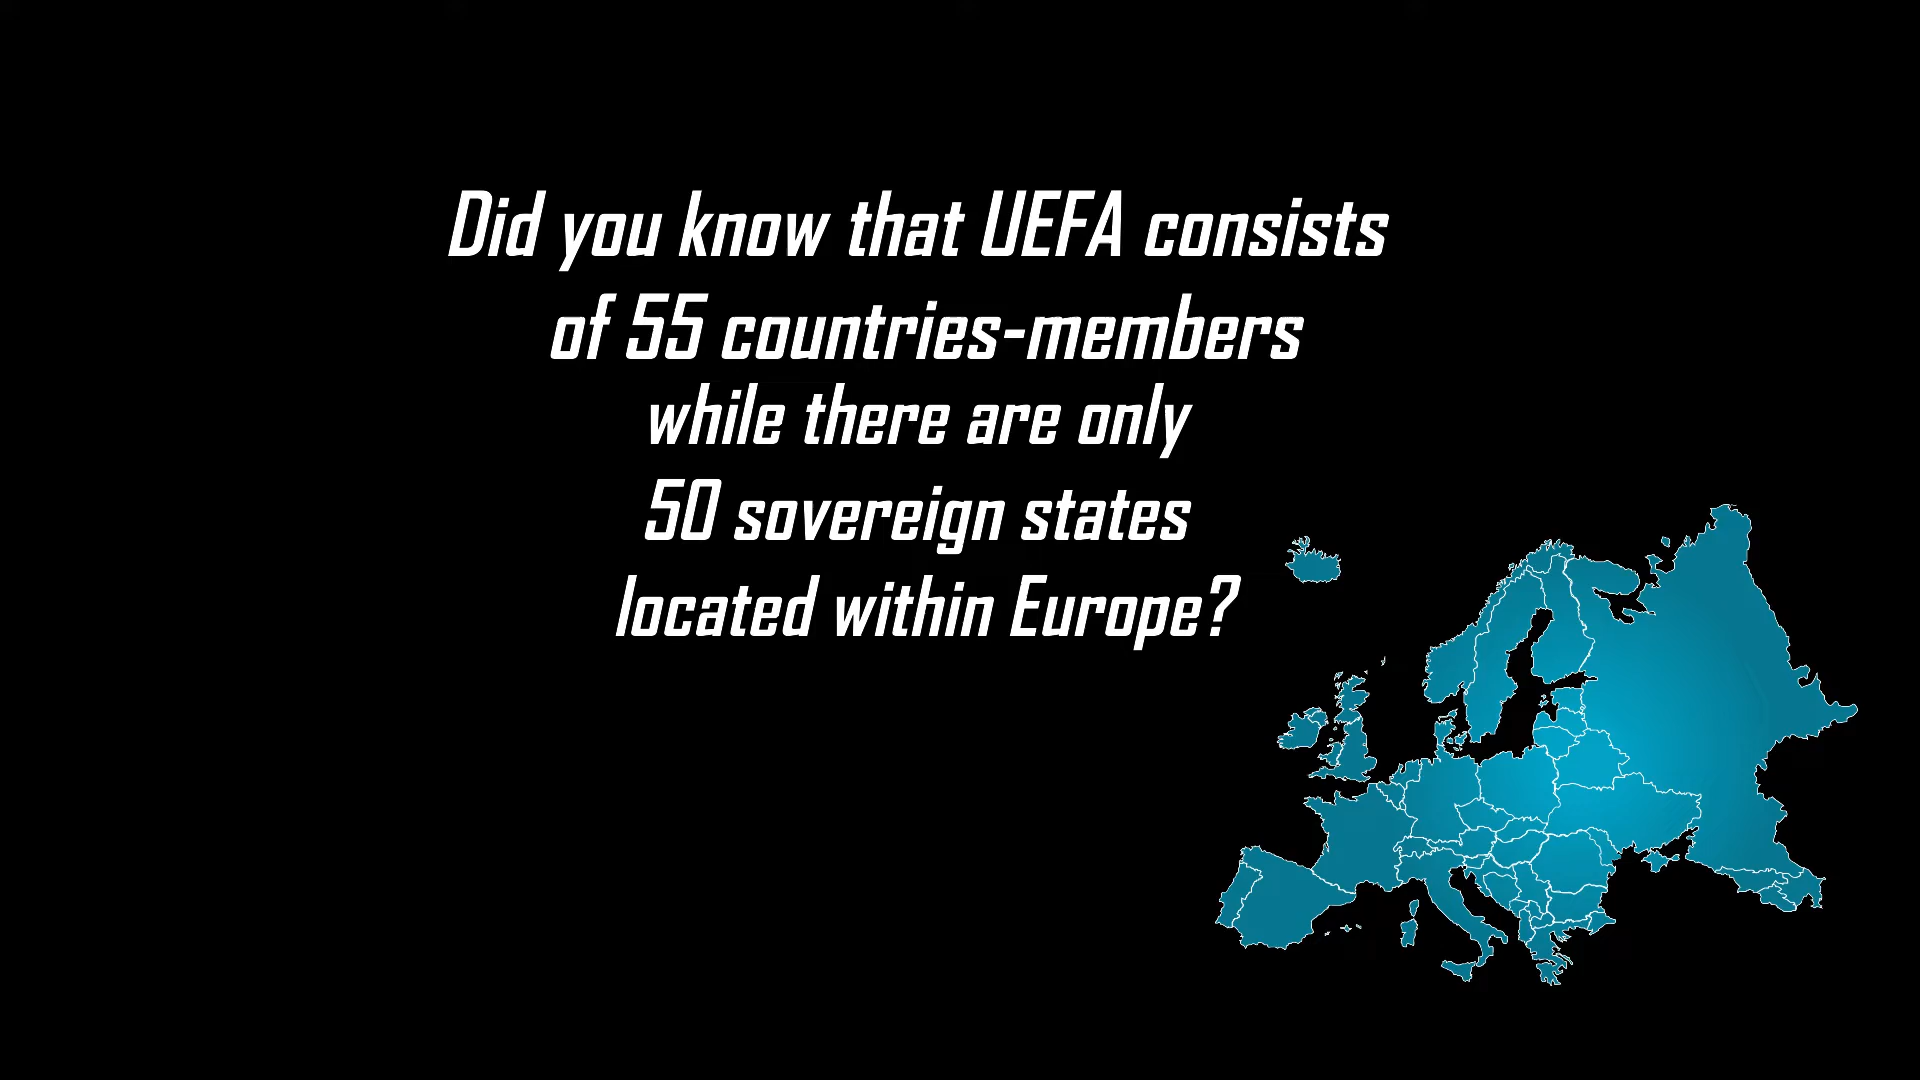 Did you know that UEFA consists
of 55 countries-members
while there are only
50 sovereign states
located within Europe?